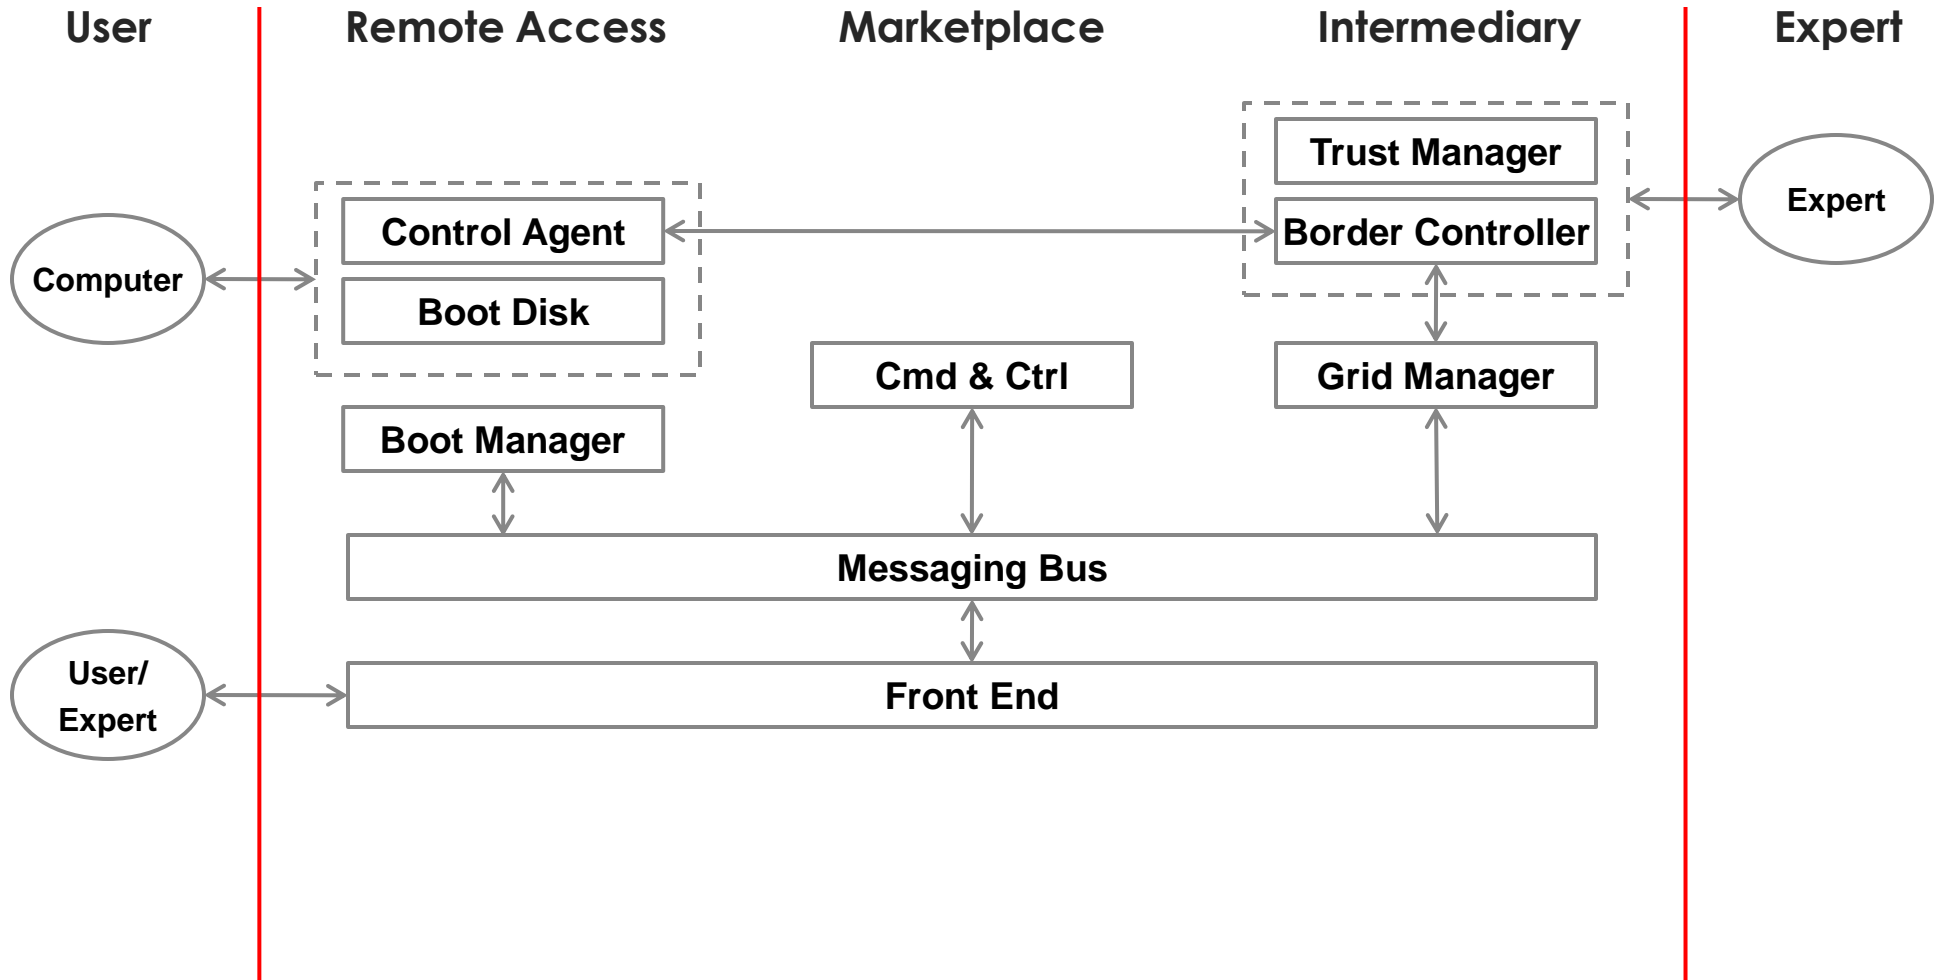 User
Remote Access
Marketplace
Intermediary
Expert
Trust Manager
Control Agent
Border Controller
Expert
Computer
Boot Disk
Cmd & Ctrl
Grid Manager
Boot Manager
Messaging Bus
User/
Expert
Front End